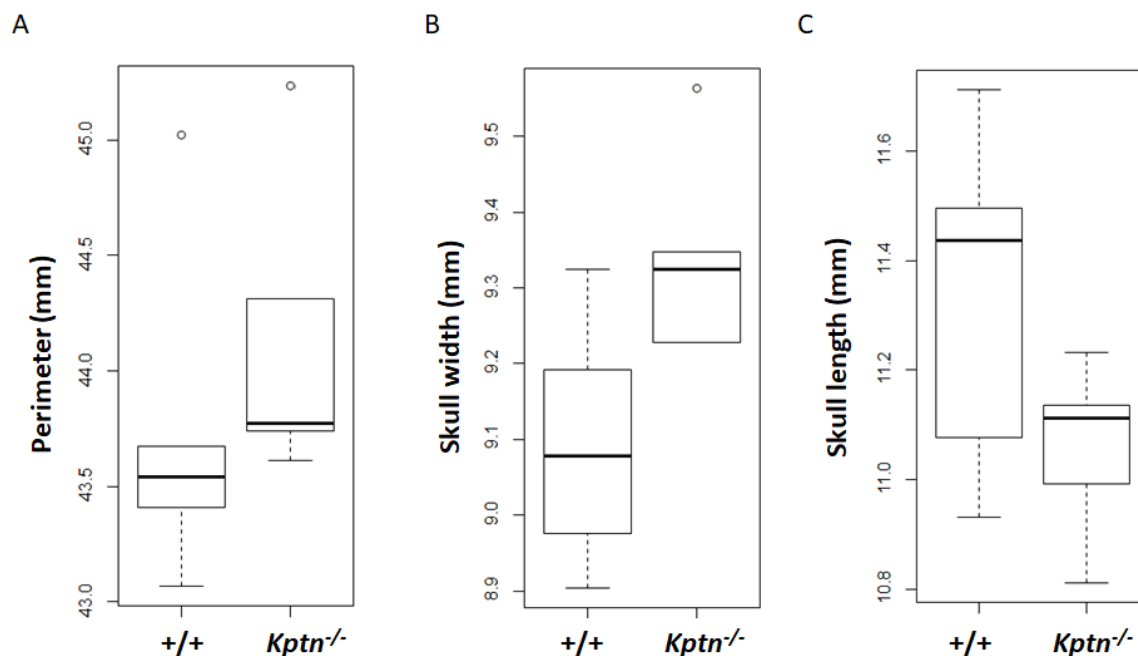 A
Perimeter (mm)
45.0
44.5
44.0
43.5
43.0
+/+
Kptn-/-
B
Skull width (mm)
9.5
9.4
9.3
9.2
9.1
9.0
8.9
+/+
Kptn-/-
C
Skull length (mm)
11.6
11.4
11.2
11.0
10.8
+/+
Kptn-/-